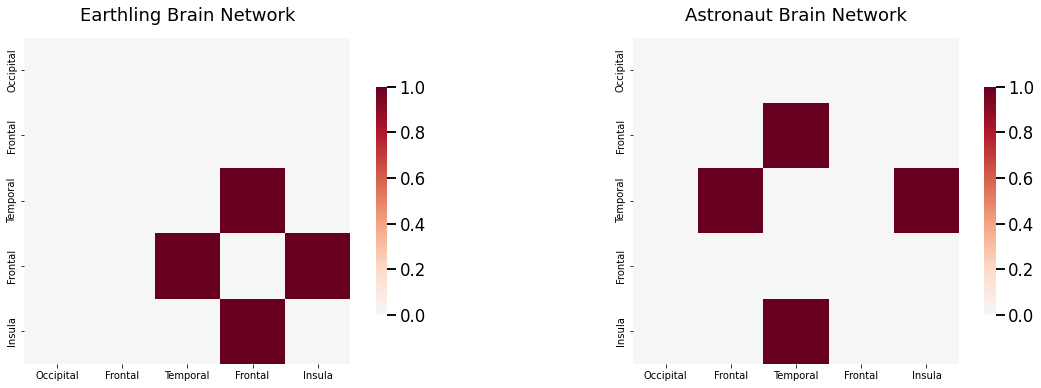 Earthling Brain Network
Astronaut Brain Network
Occipital
Frontal
Temporal
Frontal
Insula
Occipital Frontal Temporal Frontal Insula
1.0
0.8
0.6
0.4
0.2
0.0
Occipital
Frontal
Temporal
Frontal
Insula
Occipital Frontal Temporal Frontal Insula
1.0
0.8
0.6
0.4
0.2
0.0